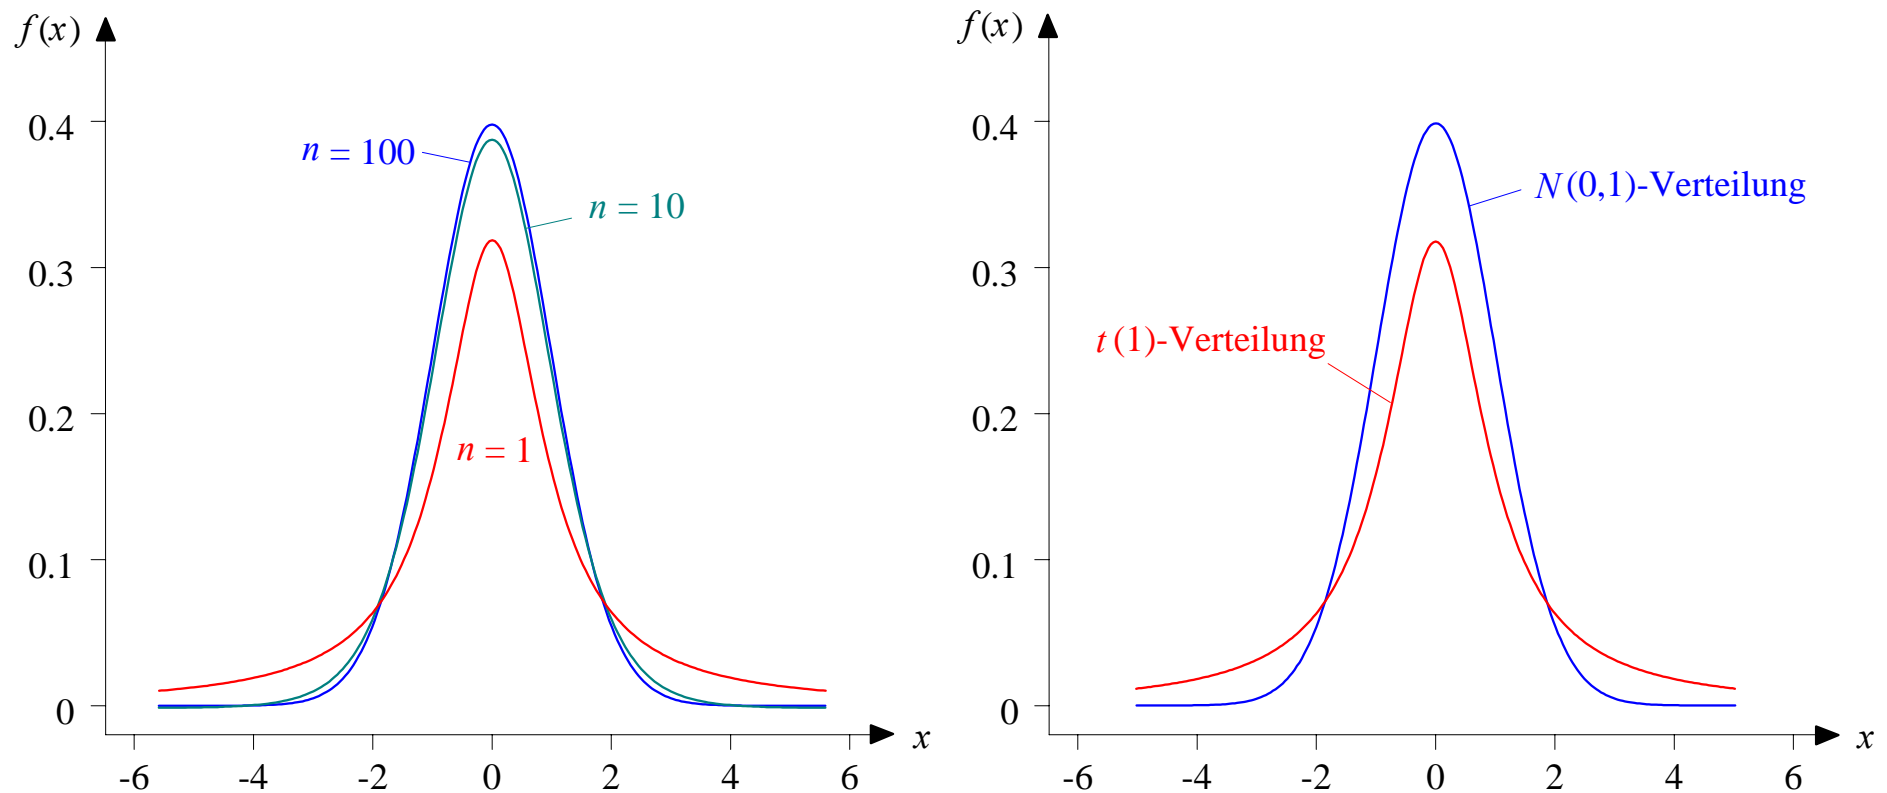 f(x)
0.4
0.3
0.2
0.1
0
n = 100
n = 10
n = 1
-6 -4 -2 0 2 4 6
x
f(x)
0.4
0.3
0.2
0.1
0
N(0,1)-Verteilung
t(1)-Verteilung
-6 -4 -2 0 2 4 6
x